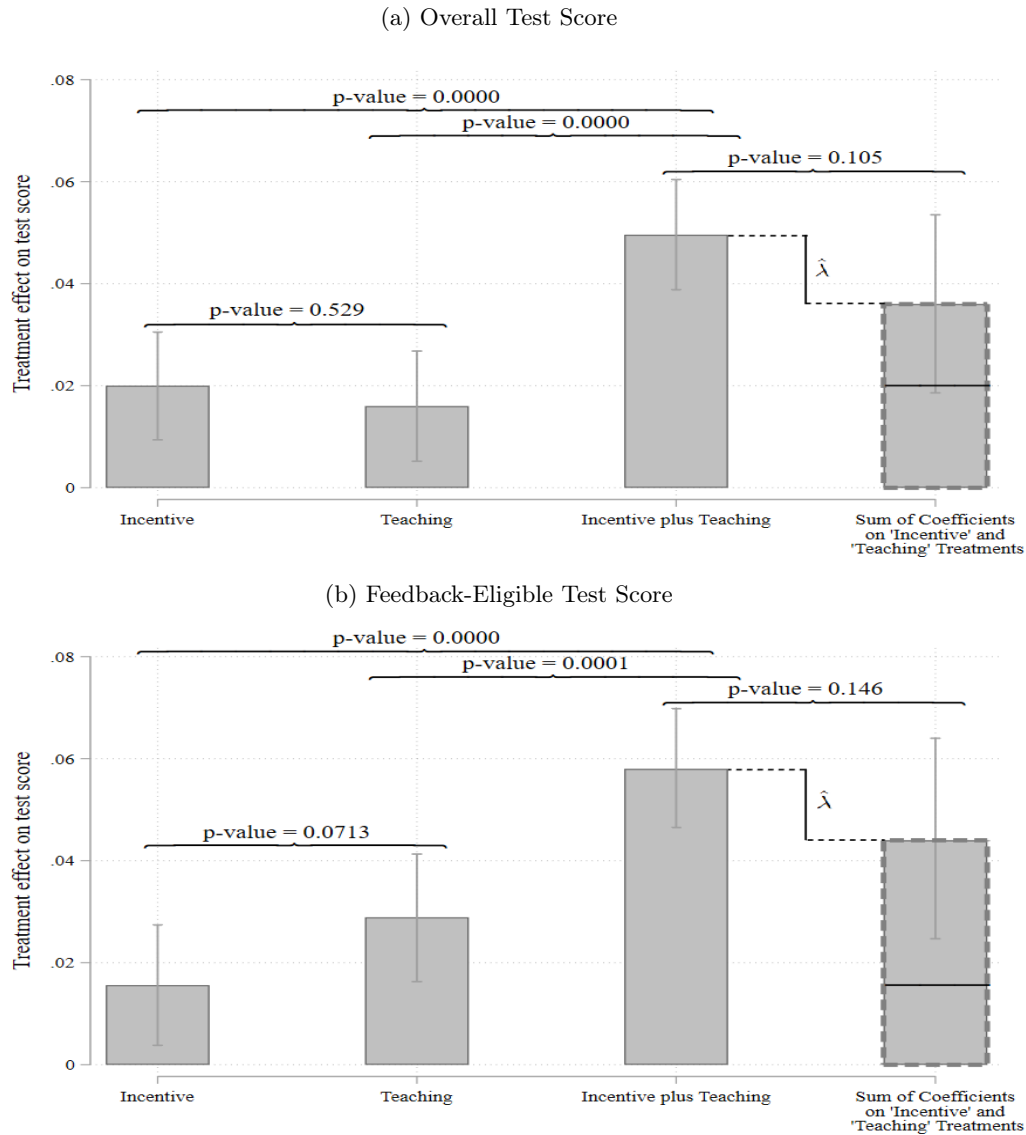 (a) Overall Test Score
.08
p-value = 0.0000
p-value = 0.0000
p-value = 0.105
.06
λ̂
.04
p-value = 0.529
.02
0
Treatment effect on test score
Incentive
Teaching
Incentive plus Teaching
Sum of Coefficients
on 'Incentive' and
'Teaching' Treatments
(b) Feedback-Eligible Test Score
p-value = 0.0000
.08
p-value = 0.0001
p-value = 0.146
.06
λ̂
.04
p-value = 0.0713
.02
0
Treatment effect on test score
Incentive
Teaching
Incentive plus Teaching
Sum of Coefficients
on 'Incentive' and
'Teaching' Treatments